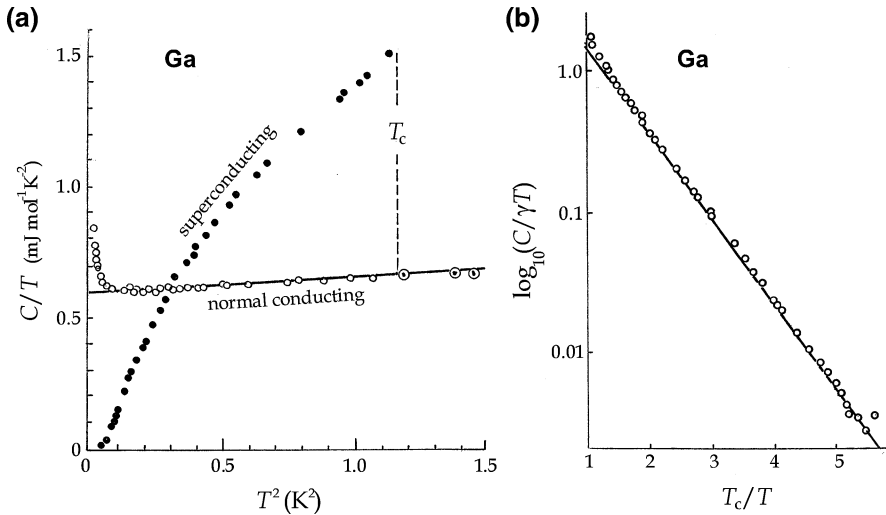 (a)
Ga
1.5
1.0
0.5
0
C/T (mJ mol⁻¹K⁻²)
superconducting
normal conducting
T_c
0
0.5
1.0
1.5
T² (K²)
(b)
Ga
1.0
0.1
0.01
log₁₀(C/γT)
1
2
3
4
5
T_c/T